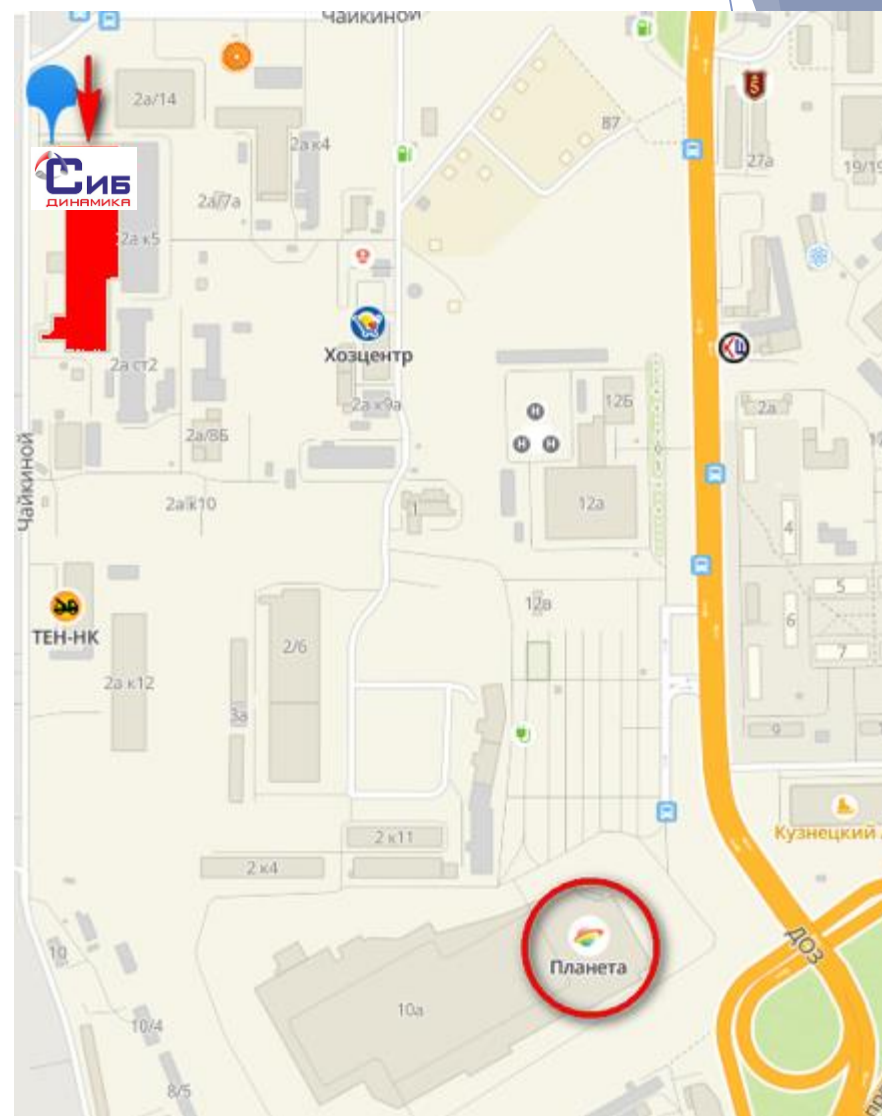 Чайкиной
2а/14
87
2а к4
27а
19/19
Сиб
ДИНАМИКА
2а/7а
2а к5
Хозцентр
2а ст2
2а к9а
12Б
2а
2а/8Б
Чайкиной
2а к10
1
12а
4
ТЕН-НК
12в
5
2/6
6
7
2а к12
3а
9
2 к11
Кузнецкий
2 к4
ДОЗ
10
Планета
10а
10/4
8/5